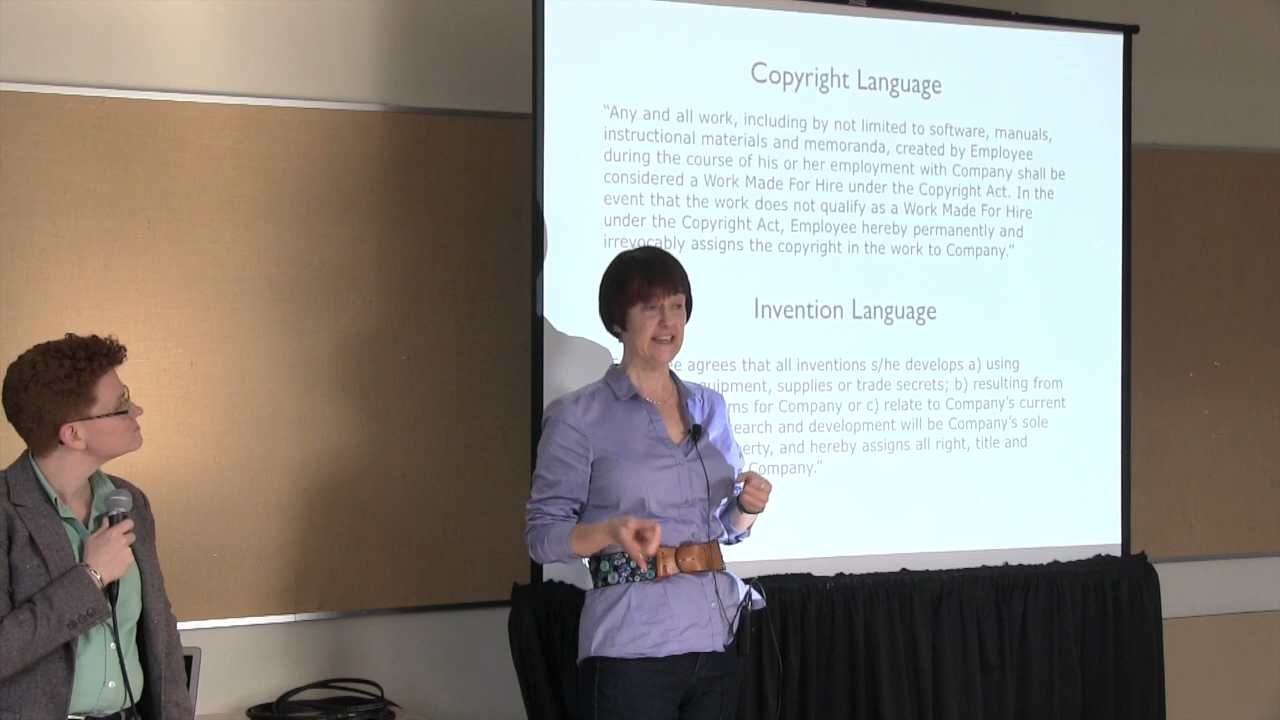 Copyright Language
“Any and all work, including by not limited to software, manuals,
instructional materials and memoranda, created by Employee
during the course of his or her employment with Company shall be
considered a Work Made For Hire under the Copyright Act. In the
event that the work does not qualify as a Work Made For Hire
under the Copyright Act, Employee hereby permanently and
irrevocably assigns the copyright in the work to Company.”
Invention Language
agrees that all inventions s/he develops a) using
supplies or trade secrets; b) resulting from
for Company or c) relate to Company’s current
and development will be Company’s sole
and hereby assigns all right, title and
Company.”